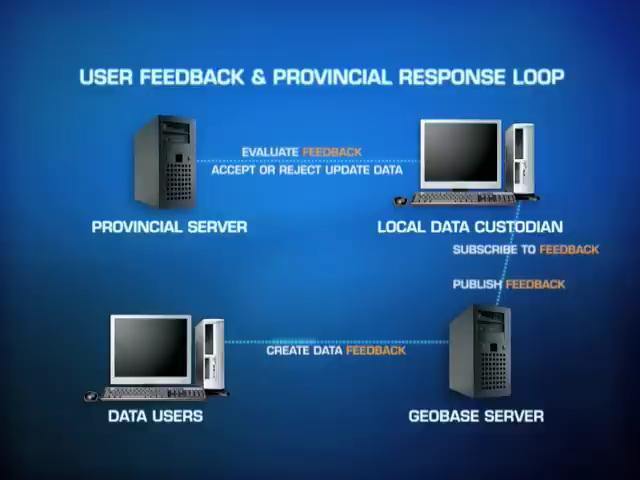 USER FEEDBACK & PROVINCIAL RESPONSE LOOP
EVALUATE FEEDBACK
ACCEPT OR REJECT UPDATE DATA
PROVINCIAL SERVER
LOCAL DATA CUSTODIAN
SUBSCRIBE TO FEEDBACK
PUBLISH FEEDBACK
CREATE DATA FEEDBACK
DATA USERS
GEOBASE SERVER